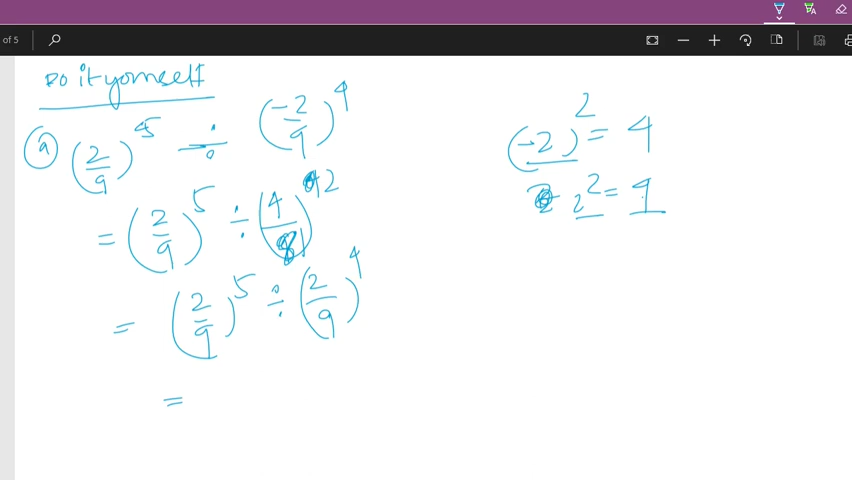 of 5
Do it yourself
(a) (2/9)^5 ÷ (-2/9)^4
(-2)^2 = 4
= (2/9)^5 ÷ (4/81)^2
2^2 = 4
= (2/9)^5 ÷ (2/9)^4
=